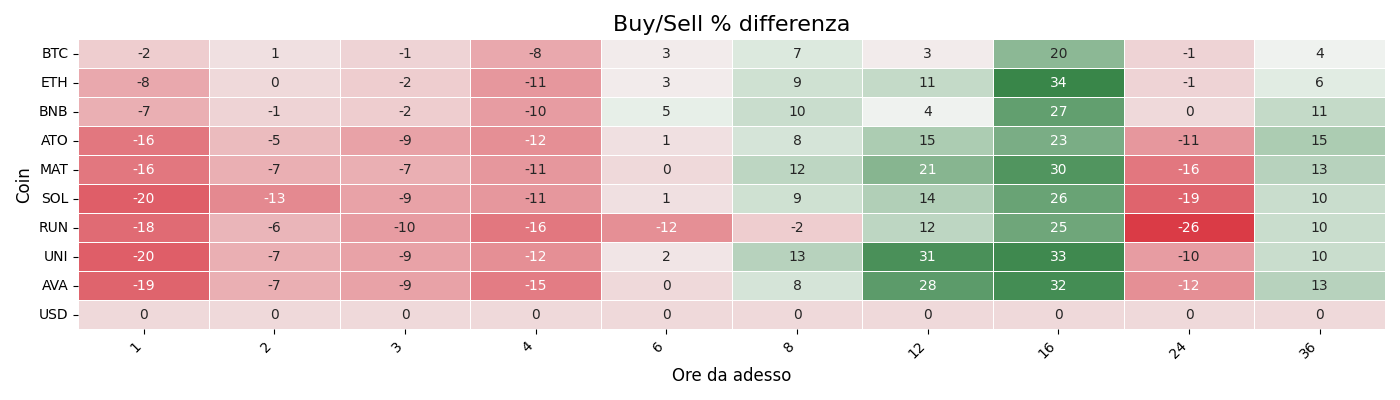 Buy/Sell % differenza
Coin
BTC -2 1 -1 -8 3 7 3 20 -1 4
ETH -8 0 -2 -11 3 9 11 34 -1 6
BNB -7 -1 -2 -10 5 10 4 27 0 11
ATO -16 -5 -9 -12 1 8 15 23 -11 15
MAT -16 -7 -7 -11 0 12 21 30 -16 13
SOL -20 -13 -9 -11 1 9 14 26 -19 10
RUN -18 -6 -10 -16 -12 -2 12 25 -26 10
UNI -20 -7 -9 -12 2 13 31 33 -10 10
AVA -19 -7 -9 -15 0 8 28 32 -12 13
USD 0 0 0 0 0 0 0 0 0 0
1 2 3 4 6 8 12 16 24 36
Ore da adesso